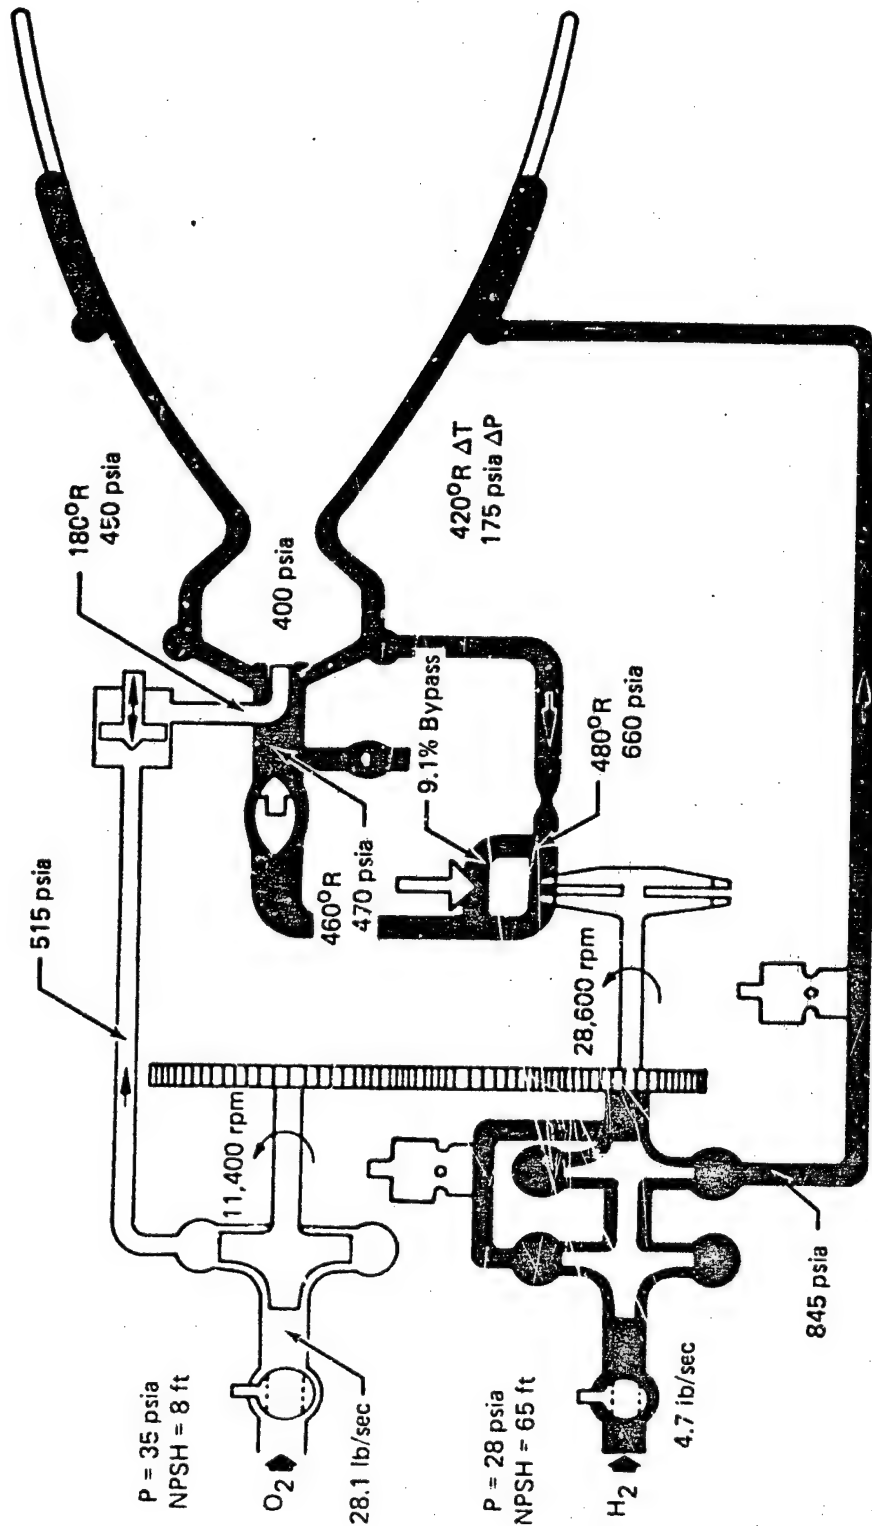 515 psia
180°R
450 psia
400 psia
420°R ΔT
175 psia ΔP
460°R
470 psia
9.1% Bypass
480°R
660 psia
11,400 rpm
28,600 rpm
P = 35 psia
NPSH = 8 ft
O2
28.1 lb/sec
P = 28 psia
NPSH = 65 ft
H2
4.7 lb/sec
845 psia